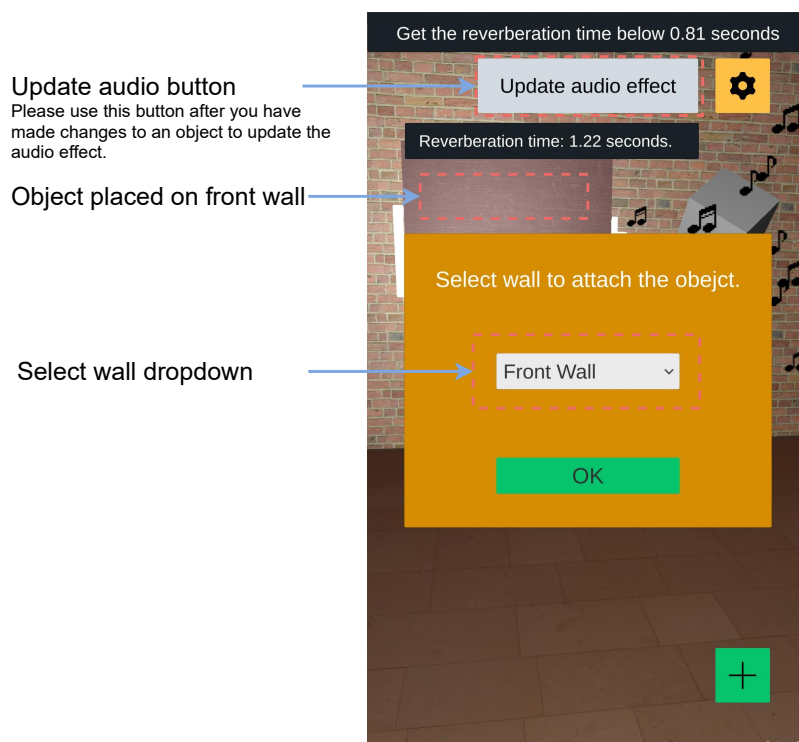 Get the reverberation time below 0.81 seconds
Update audio button
Please use this button after you have
made changes to an object to update the
audio effect.
Update audio effect
Reverberation time: 1.22 seconds.
Object placed on front wall
Select wall to attach the obejct.
Select wall dropdown
Front Wall
OK